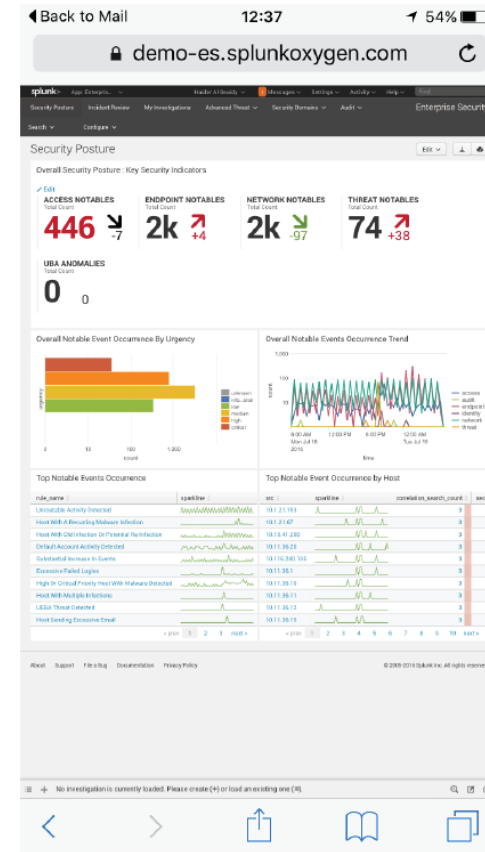 Back to Mail 12:37 54%
demo-es.splunkoxygen.com
splunk> App: Enterpris... Messages Settings Activity Help Find
Security Posture Incident Review My Investigations Advanced Threat Security Domains Audit Enterprise Security
Search Configure
Security Posture Edit
Overall Security Posture : Key Security Indicators
Edit
ACCESS NOTABLES ENDPOINT NOTABLES NETWORK NOTABLES THREAT NOTABLES
Total Count Total Count Total Count Total Count
446 -7 2k +4 2k -97 74 +38
UBA ANOMALIES
Total Count
0 0
Overall Notable Event Occurrence By Urgency Overall Notable Events Occurrence Trend
1,000
100
10
urgency
count
unknown
low
medium
high
critical
access
audit
endpoint
identity
network
threat
6:00 AM 12:00 PM 6:00 PM 12:00 AM
Mon Jul 18 Tue Jul 19
2016
10 100 1,000
count time
Top Notable Events Occurrence Top Notable Event Occurrence by Host
rule_name sparkline src sparkline correlation_search_count
Untreatable Activity Detected 10.1.21.153 3
Host With A Recurring Malware Infection 10.1.21.67 3
Host With Old Infection Or Potential Re-Infection 3
Default Account Activity Detected 10.11.36.20 3
Substantial Increase In Events 3
Excessive Failed Logins 10.11.36.1 3
High Or Critical Priority Host With Malware Detected 10.11.36.10 3
Host With Multiple Infections 10.11.36.11 3
UEBA Threat Detected 10.11.36.12 3
Host Sending Excessive Email 3
« prev 1 2 3 next » « prev 1 2 3 4 5 6 7 8 9 10 next »
About Support File a Bug Documentation Privacy Policy © 2005-2016 Splunk Inc. All rights reserve
No investigation is currently loaded. Please create (+) or load an existing one